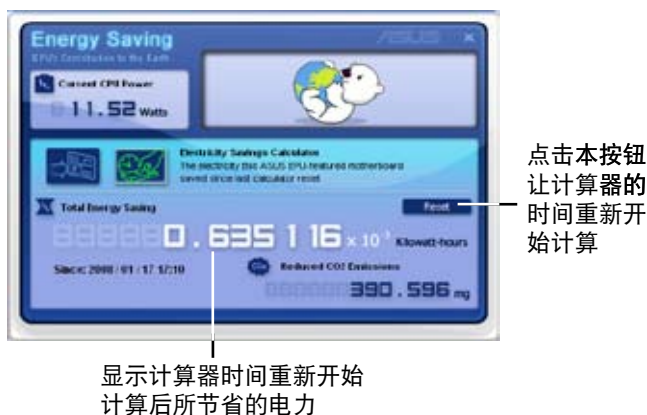 Energy Saving
EPU's Contribution to the Earth
ASUS
Current CPU Power
11.52 Watts
Electricity Savings Calculator
The electricity this ASUS EPU-featured motherboard
saved since last calculator reset
Total Energy Saving
Reset
0.635116 x 10⁻³ Kilowatt-hours
Since: 2008/01/17 17:10
Reduced CO2 Emissions
390.596 mg
点击本按钮
让计算器的
时间重新开
始计算
显示计算器时间重新开始
计算后所节省的电力